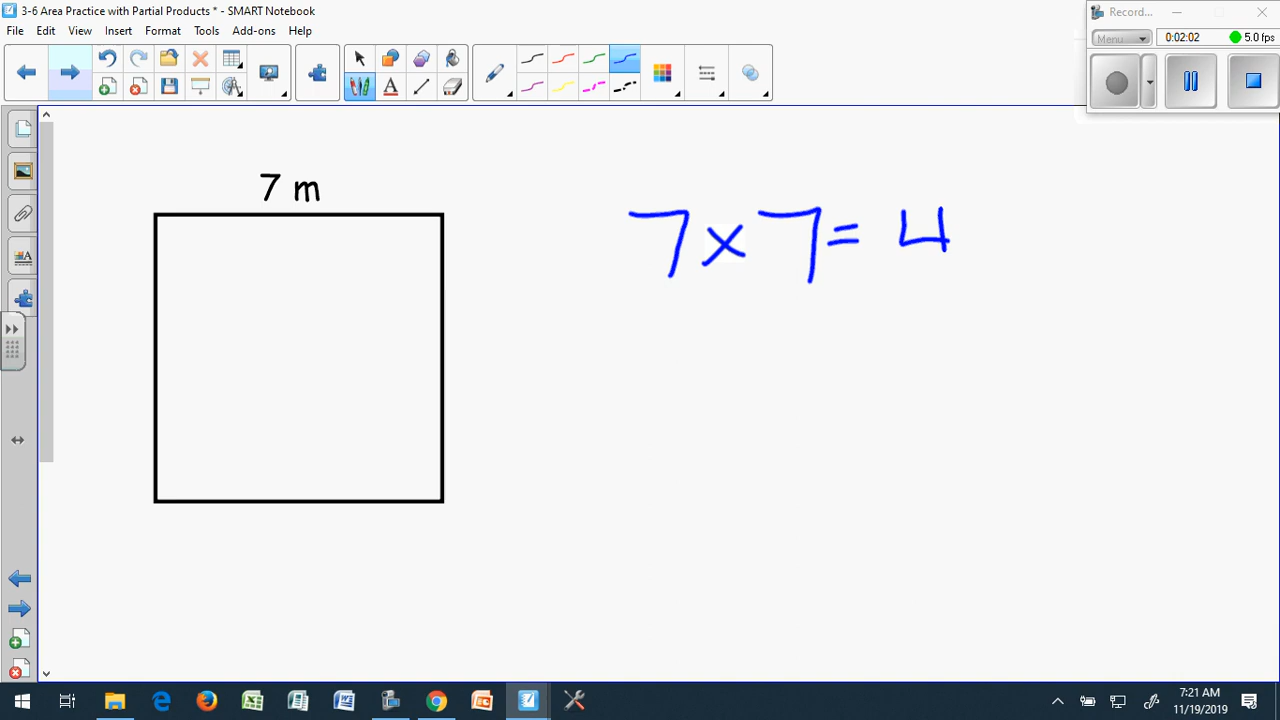 3-6 Area Practice with Partial Products * - SMART Notebook
File Edit View Insert Format Tools Add-ons Help
Record...
Menu 0:02:02 5.0 fps
7 m
7 x 7 = 4
7:21 AM
11/19/2019